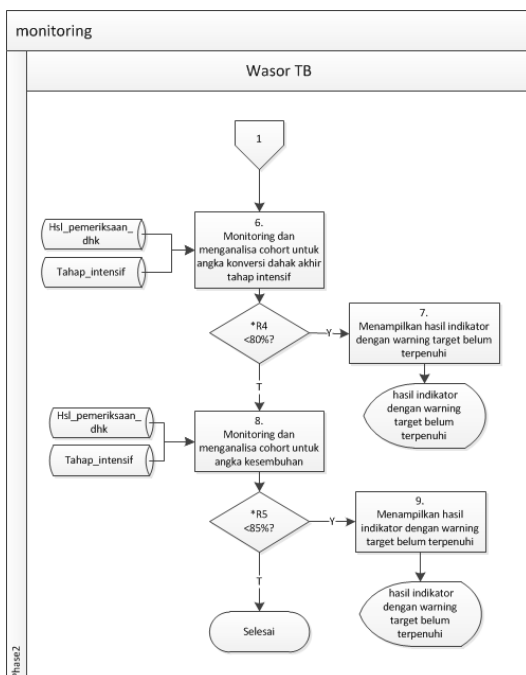 monitoring
Wasor TB
1
Hsl_pemeriksaan_
dhk
Tahap_intensif
6.
Monitoring dan
menganalisa cohort untuk
angka konversi dahak akhir
tahap intensif
*R4
<80%?
Y
7.
Menampilkan hasil indikator
dengan warning target belum
terpenuhi
hasil indikator
dengan warning
target belum
terpenuhi
T
Hsl_pemeriksaan_
dhk
Tahap_intensif
8.
Monitoring dan
menganalisa cohort untuk
angka kesembuhan
*R5
<85%?
Y
9.
Menampilkan hasil
indikator dengan warning
target belum terpenuhi
hasil indikator
dengan warning
target belum
terpenuhi
T
Selesai
Phase2